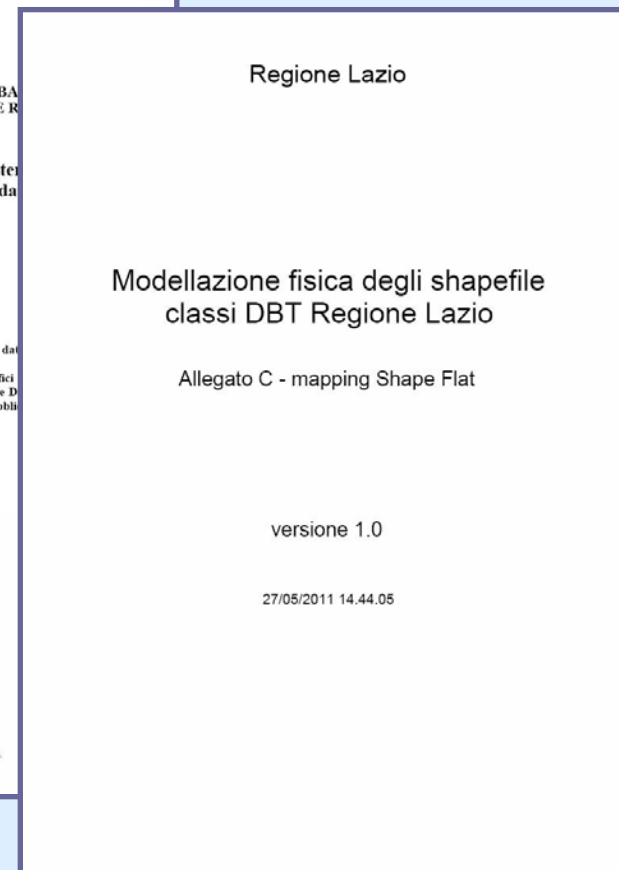 Regione Lazio
Modellazione fisica degli shapefile
classi DBT Regione Lazio
Allegato C - mapping Shape Flat
versione 1.0
27/05/2011 14.44.05